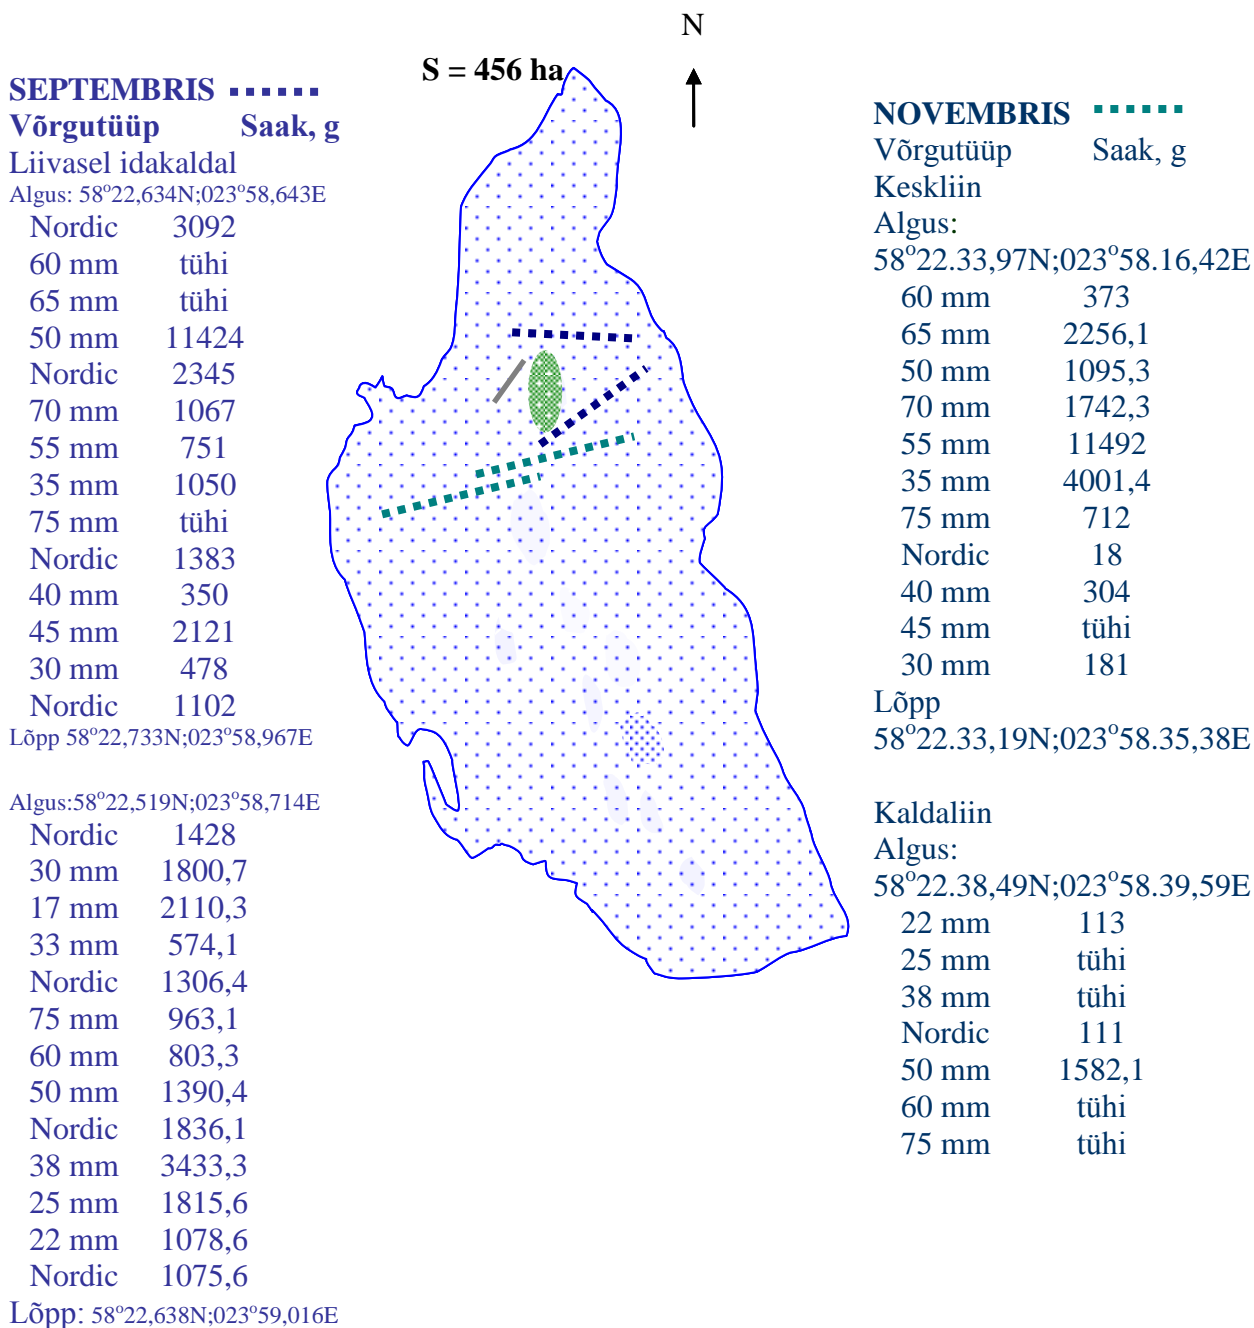 N
S = 456 ha
SEPTEMBRIS
Võrgutüüp Saak, g
Liivasel idakaldal
Algus: 58°22,634N;023°58,643E
Nordic 3092
60 mm tühi
65 mm tühi
50 mm 11424
Nordic 2345
70 mm 1067
55 mm 751
35 mm 1050
75 mm tühi
Nordic 1383
40 mm 350
45 mm 2121
30 mm 478
Nordic 1102
Lõpp 58°22,733N;023°58,967E
Algus:58°22,519N;023°58,714E
Nordic 1428
30 mm 1800,7
17 mm 2110,3
33 mm 574,1
Nordic 1306,4
75 mm 963,1
60 mm 803,3
50 mm 1390,4
Nordic 1836,1
38 mm 3433,3
25 mm 1815,6
22 mm 1078,6
Nordic 1075,6
Lõpp: 58°22,638N;023°59,016E
NOVEMBRIS
Võrgutüüp Saak, g
Keskliin
Algus:
58°22.33,97N;023°58.16,42E
60 mm 373
65 mm 2256,1
50 mm 1095,3
70 mm 1742,3
55 mm 11492
35 mm 4001,4
75 mm 712
Nordic 18
40 mm 304
45 mm tühi
30 mm 181
Lõpp
58°22.33,19N;023°58.35,38E
Kaldaliin
Algus:
58°22.38,49N;023°58.39,59E
22 mm 113
25 mm tühi
38 mm tühi
Nordic 111
50 mm 1582,1
60 mm tühi
75 mm tühi